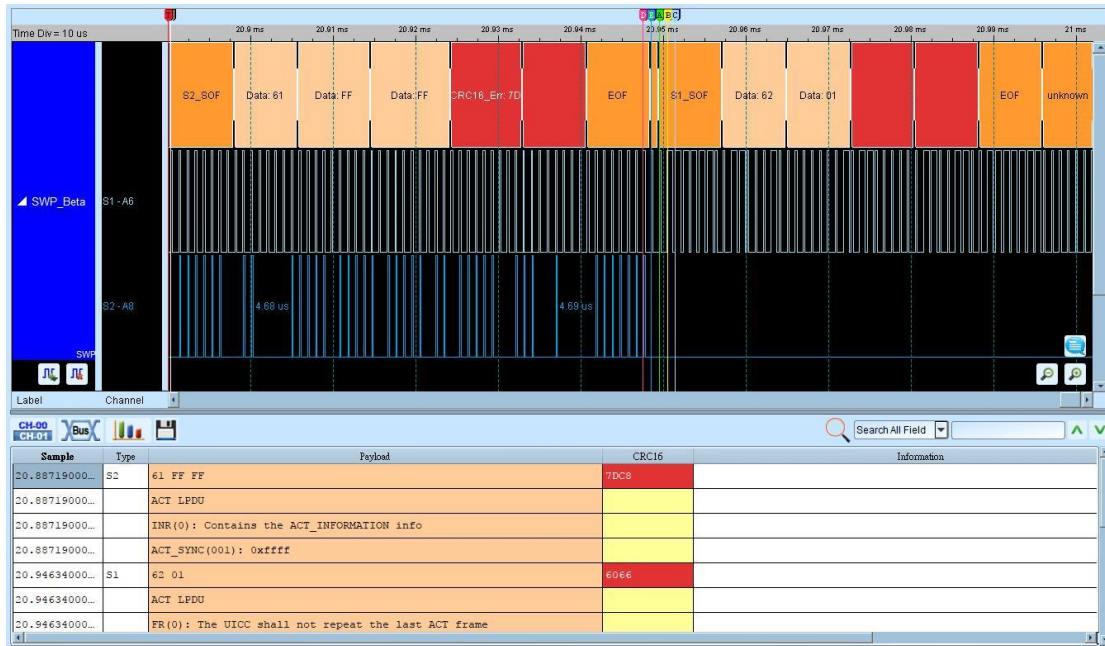 Time Div = 10 us
20.9 ms 20.91 ms 20.92 ms 20.93 ms 20.94 ms 20.95 ms 20.96 ms 20.97 ms 20.98 ms 20.99 ms 21 ms
S2_SOF Data: 61 Data: FF Data: FF CRC16_Err: 7D EOF S1_SOF Data: 62 Data: 01 EOF unknown
SWP_Beta S1 - A6
S2 - A8 4.68 us 4.69 us
SWP
Label Channel
CH-00
CH-01 Bus Search All Field
Sample Type Payload CRC16 Information
20.88719000... S2 61 FF FF 7DC8
20.88719000... ACT LPDU
20.88719000... INR(0): Contains the ACT_INFORMATION info
20.88719000... ACT_SYNC(001): 0xffff
20.94634000... S1 62 01 6066
20.94634000... ACT LPDU
20.94634000... FR(0): The UICC shall not repeat the last ACT frame